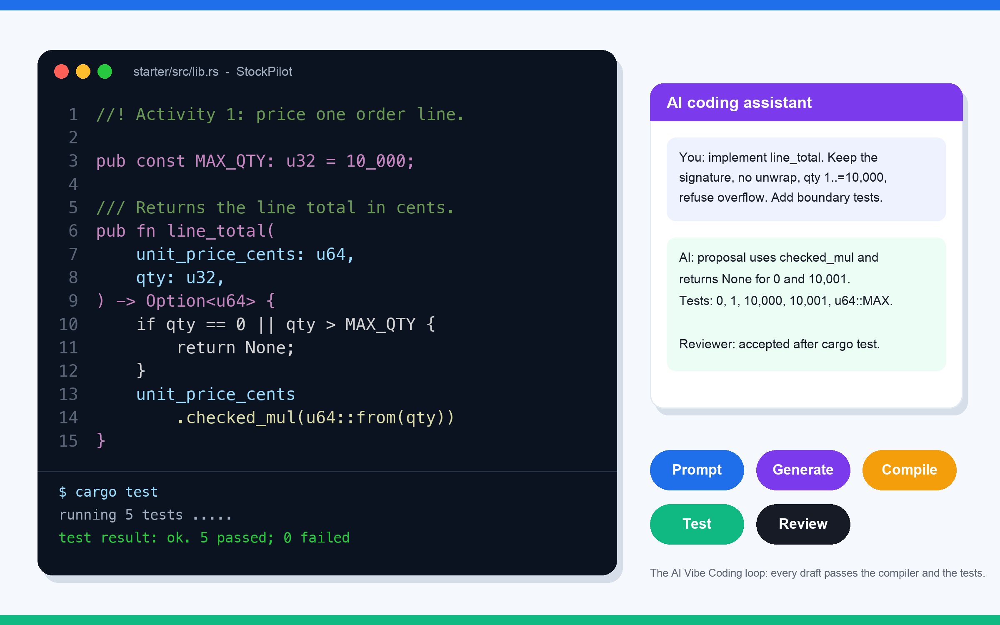 starter/src/lib.rs - StockPilot
1 //! Activity 1: price one order line.
2
3 pub const MAX_QTY: u32 = 10_000;
4
5 /// Returns the line total in cents.
6 pub fn line_total(
7     unit_price_cents: u64,
8     qty: u32,
9 ) -> Option<u64> {
10     if qty == 0 || qty > MAX_QTY {
11         return None;
12     }
13     unit_price_cents
14         .checked_mul(u64::from(qty))
15 }
$ cargo test
running 5 tests .....
test result: ok. 5 passed; 0 failed
AI coding assistant
You: implement line_total. Keep the
signature, no unwrap, qty 1..=10,000,
refuse overflow. Add boundary tests.
AI: proposal uses checked_mul and
returns None for 0 and 10,001.
Tests: 0, 1, 10,000, 10,001, u64::MAX.
Reviewer: accepted after cargo test.
Prompt
Generate
Compile
Test
Review
The AI Vibe Coding loop: every draft passes the compiler and the tests.